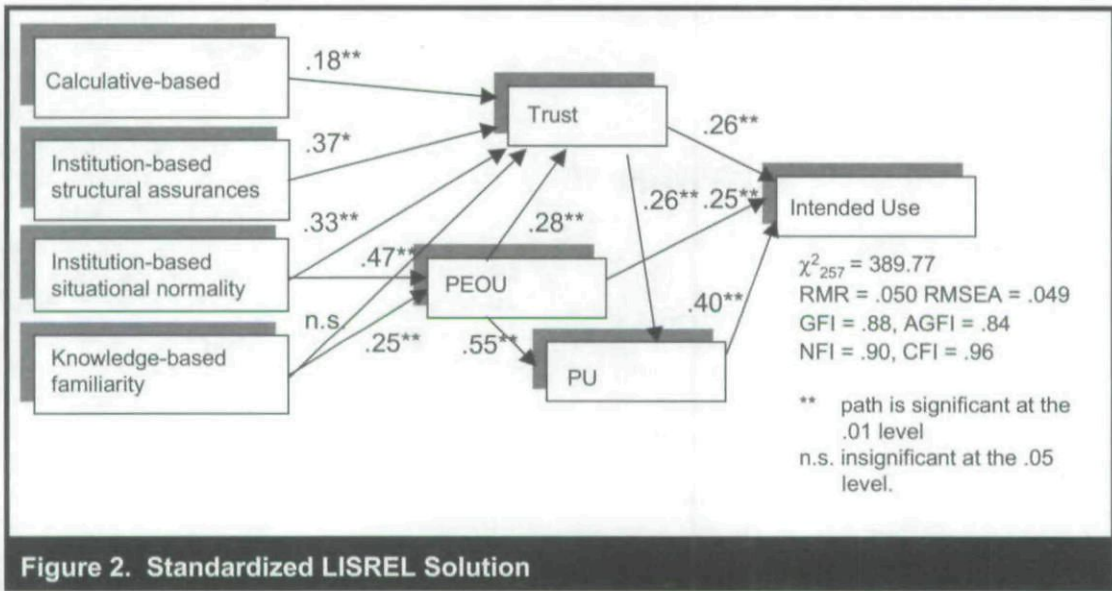 Calculative-based
.18**
Trust
.26**
Institution-based
structural assurances
.37*
Intended Use
.26**
.25**
.33**
.28**
Institution-based
situational normality
.47**
PEOU
.40**
n.s.
Knowledge-based
familiarity
.25**
.55**
PU
χ²₂₅₇ = 389.77
RMR = .050 RMSEA = .049
GFI = .88, AGFI = .84
NFI = .90, CFI = .96
** path is significant at the
.01 level
n.s. insignificant at the .05
level.
Figure 2. Standardized LISREL Solution